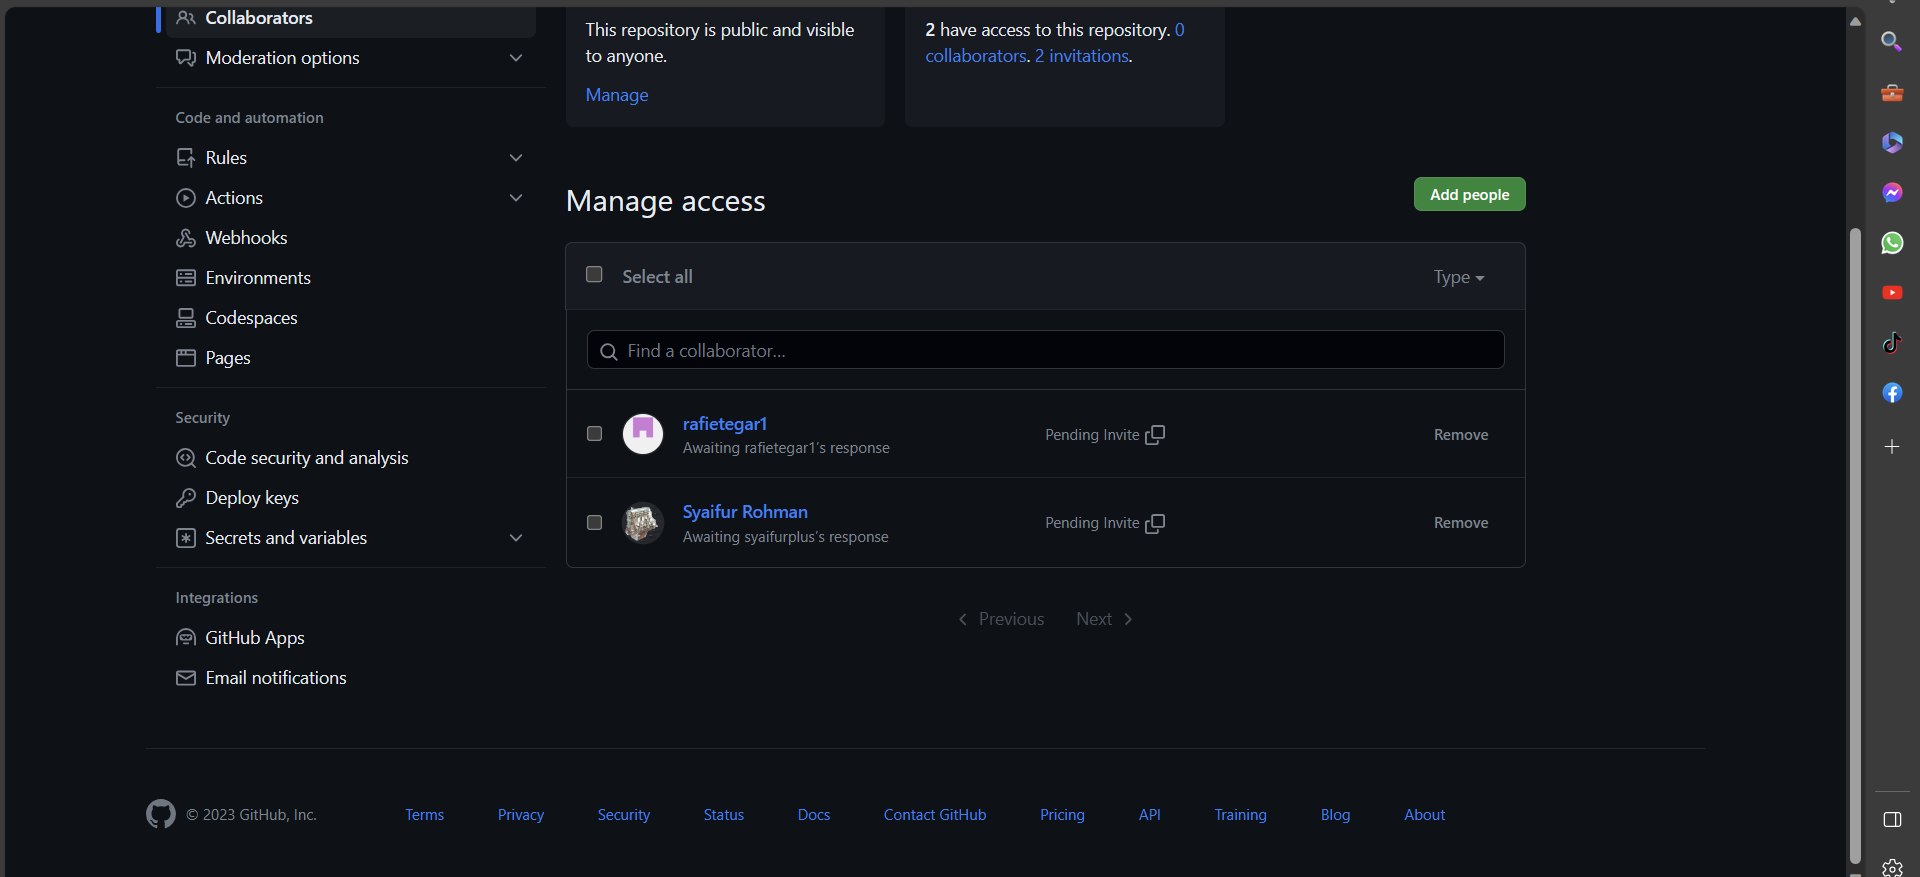 Collaborators
Moderation options
Code and automation
Rules
Actions
Webhooks
Environments
Codespaces
Pages
Security
Code security and analysis
Deploy keys
Secrets and variables
Integrations
GitHub Apps
Email notifications
This repository is public and visible
to anyone.
Manage
2 have access to this repository. 0
collaborators. 2 invitations.
Manage access
Add people
Select all
Type
Find a collaborator...
rafietegar1
Awaiting rafietegar1's response
Pending Invite
Remove
Syaifur Rohman
Awaiting syaifurplus's response
Pending Invite
Remove
Previous
Next
© 2023 GitHub, Inc.
Terms
Privacy
Security
Status
Docs
Contact GitHub
Pricing
API
Training
Blog
About